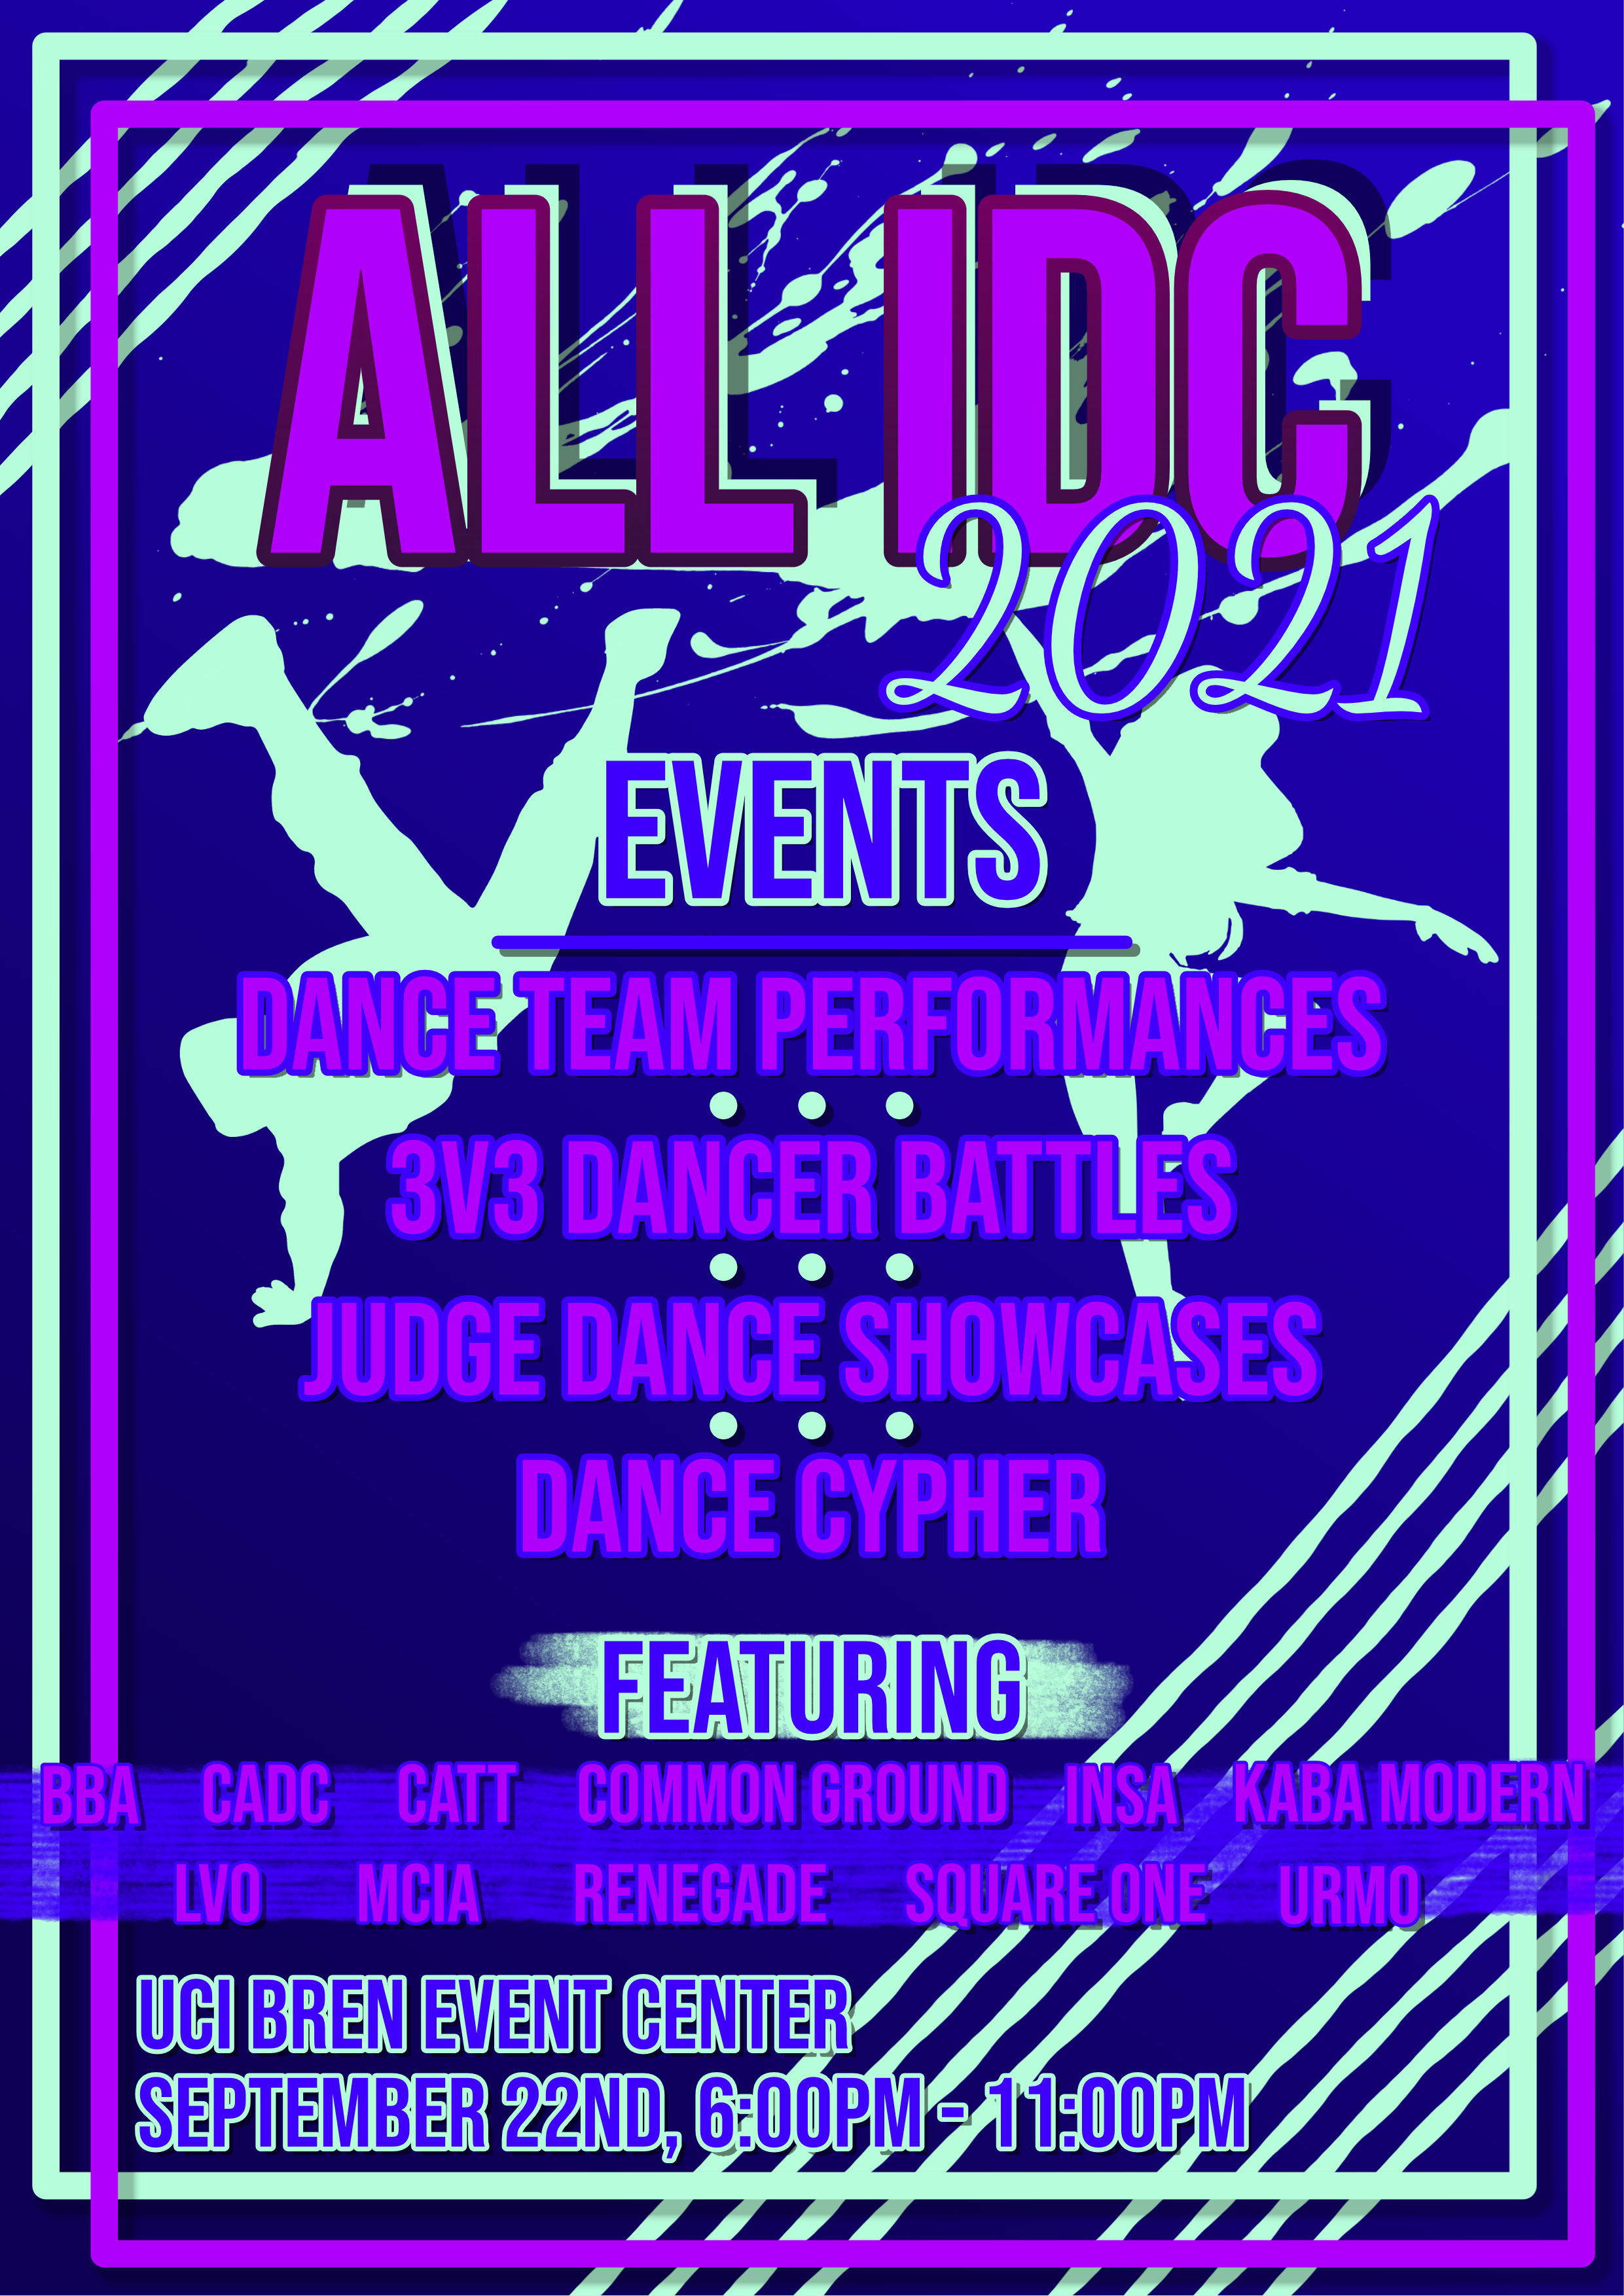 ALL IDC
2021
EVENTS
DANCE TEAM PERFORMANCES
3V3 DANCER BATTLES
JUDGE DANCE SHOWCASES
DANCE CYPHER
FEATURING
BBA CADC CATT COMMON GROUND INSA KABA MODERN
LVO MCIA RENEGADE SQUARE ONE URMO
UCI BREN EVENT CENTER
SEPTEMBER 22ND, 6:00PM - 11:00PM